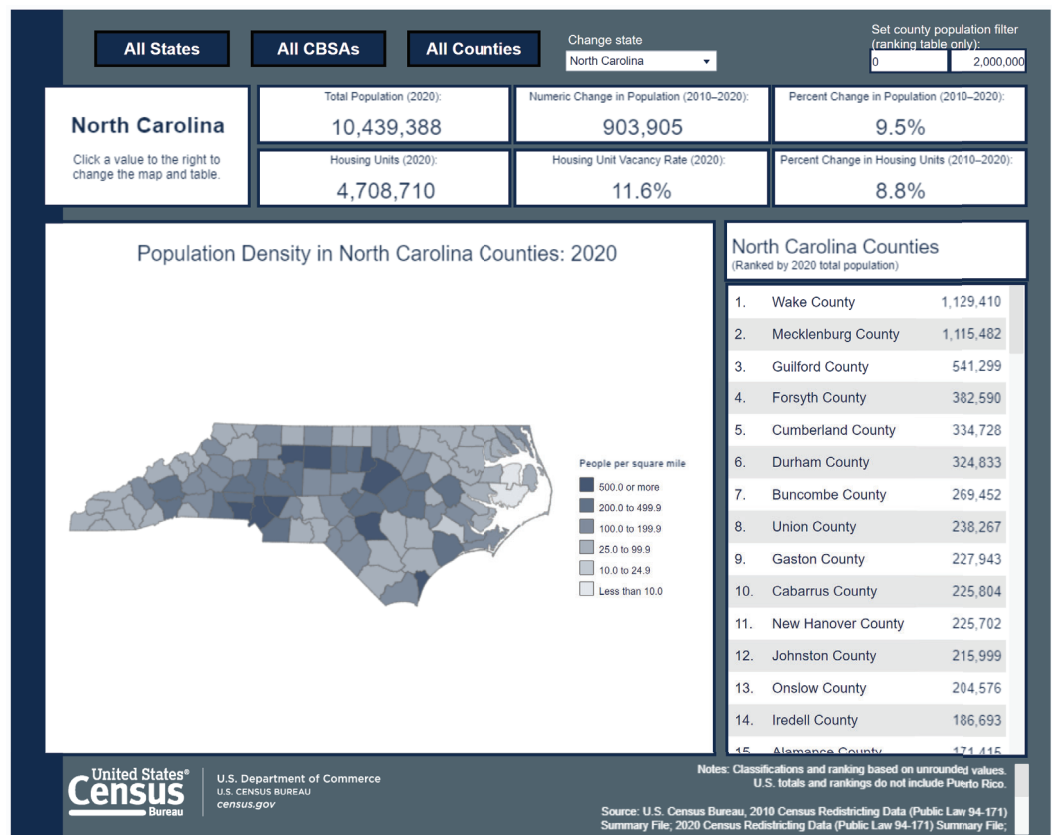 All States
All CBSAs
All Counties
Change state
North Carolina
Set county population filter
(ranking table only):
0
2,000,000
North Carolina
Click a value to the right to
change the map and table.
Total Population (2020):
10,439,388
Numeric Change in Population (2010–2020):
903,905
Percent Change in Population (2010–2020):
9.5%
Housing Units (2020):
4,708,710
Housing Unit Vacancy Rate (2020):
11.6%
Percent Change in Housing Units (2010–2020):
8.8%
Population Density in North Carolina Counties: 2020
People per square mile
500.0 or more
200.0 to 499.9
100.0 to 199.9
25.0 to 99.9
10.0 to 24.9
Less than 10.0
North Carolina Counties
(Ranked by 2020 total population)
1. Wake County 1,129,410
2. Mecklenburg County 1,115,482
3. Guilford County 541,299
4. Forsyth County 382,590
5. Cumberland County 334,728
6. Durham County 324,833
7. Buncombe County 269,452
8. Union County 238,267
9. Gaston County 227,943
10. Cabarrus County 225,804
11. New Hanover County 225,702
12. Johnston County 215,999
13. Onslow County 204,576
14. Iredell County 186,693
15. Alamance County 171,415
United States®
Census
Bureau
U.S. Department of Commerce
U.S. CENSUS BUREAU
census.gov
Notes: Classifications and ranking based on unrounded values.
U.S. totals and rankings do not include Puerto Rico.
Source: U.S. Census Bureau, 2010 Census Redistricting Data (Public Law 94-171)
Summary File; 2020 Census Redistricting Data (Public Law 94-171) Summary File;